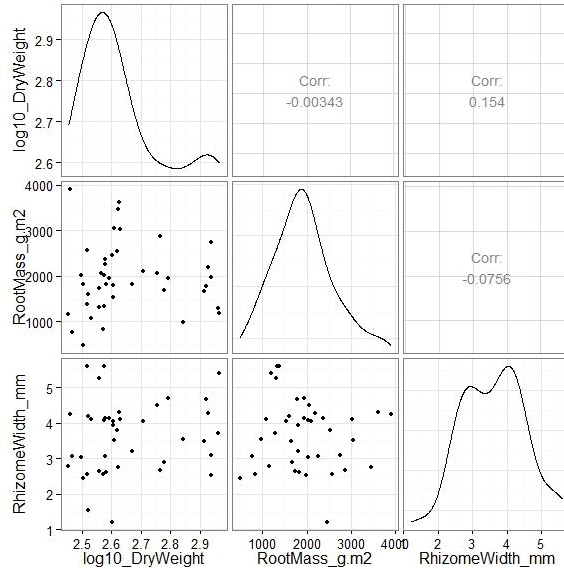 log10_DryWeight
2.9
2.8
2.7
2.6
Corr:
-0.00343
Corr:
0.154
RootMass_g.m2
4000
3000
2000
1000
Corr:
-0.0756
RhizomeWidth_mm
5
4
3
2
1
2.5 2.6 2.7 2.8 2.9
1000 2000 3000 4000
2 3 4 5
log10_DryWeight
RootMass_g.m2
RhizomeWidth_mm